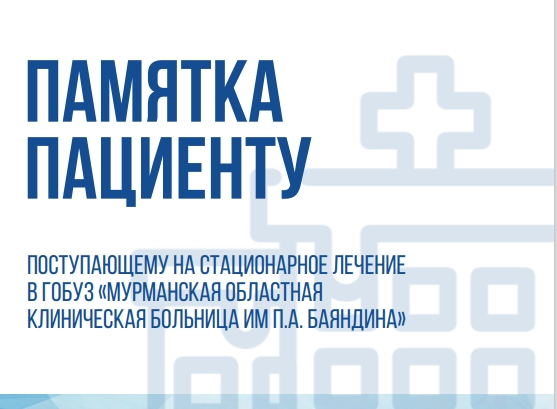 ПАМЯТКА
ПАЦИЕНТУ
ПОСТУПАЮЩЕМУ НА СТАЦИОНАРНОЕ ЛЕЧЕНИЕ
В ГОБУЗ «МУРМАНСКАЯ ОБЛАСТНАЯ
КЛИНИЧЕСКАЯ БОЛЬНИЦА ИМ П.А. БАЯНДИНА»